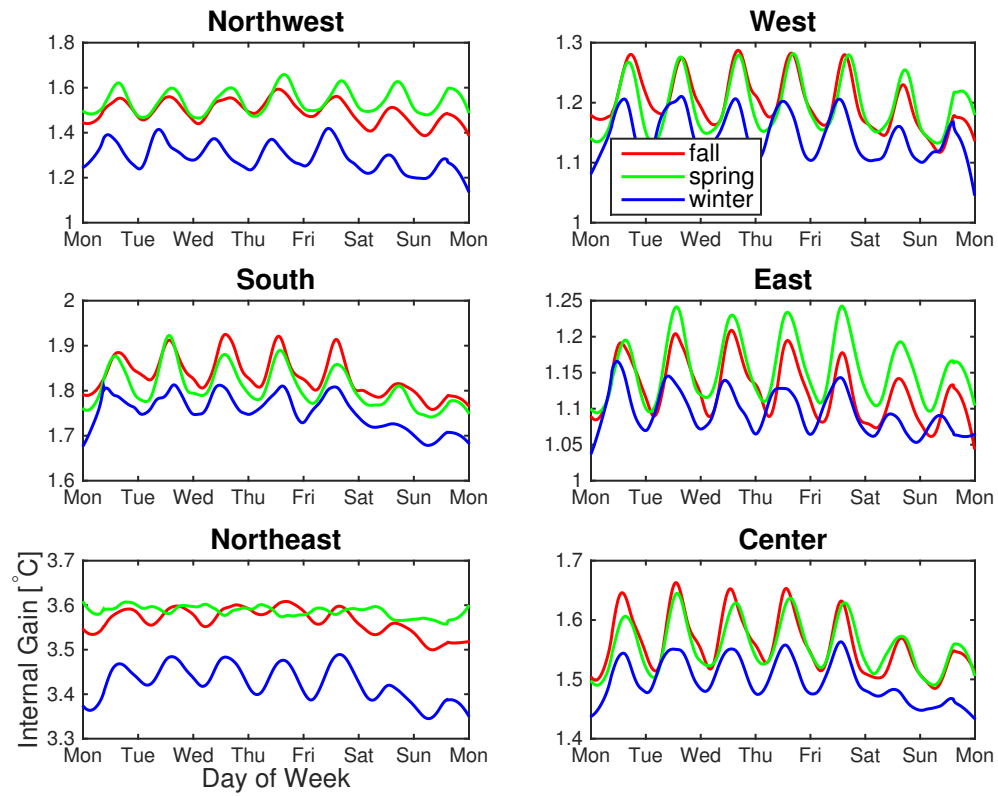 Northwest
1.8
1.6
1.4
1.2
1
Mon Tue Wed Thu Fri Sat Sun Mon
West
1.3
1.2
1.1
1
fall
spring
winter
Mon Tue Wed Thu Fri Sat Sun Mon
South
2
1.9
1.8
1.7
1.6
Mon Tue Wed Thu Fri Sat Sun Mon
East
1.25
1.2
1.15
1.1
1.05
1
Mon Tue Wed Thu Fri Sat Sun Mon
Northeast
3.7
3.6
3.5
3.4
3.3
Internal Gain [°C]
Mon Tue Wed Thu Fri Sat Sun Mon
Day of Week
Center
1.7
1.6
1.5
1.4
Mon Tue Wed Thu Fri Sat Sun Mon